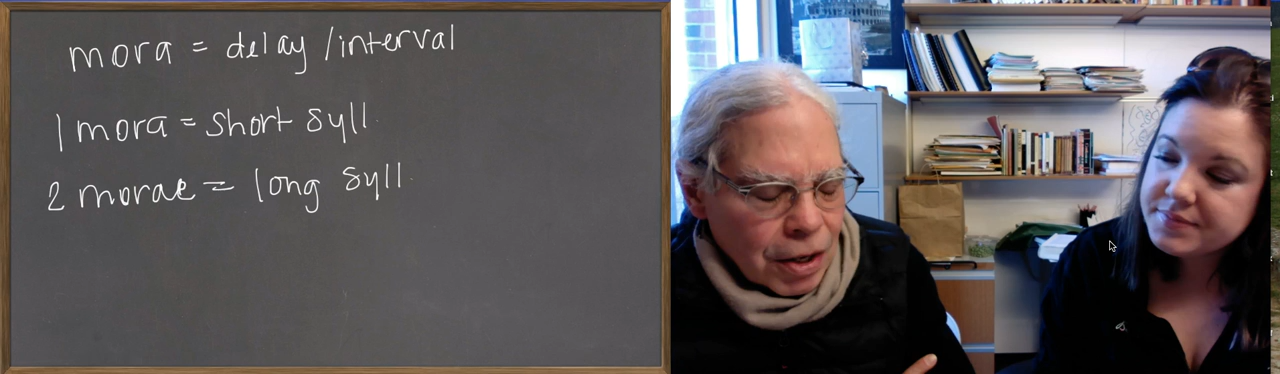 mora = delay /interval
1 mora = short syll.
2 morae = long syll.